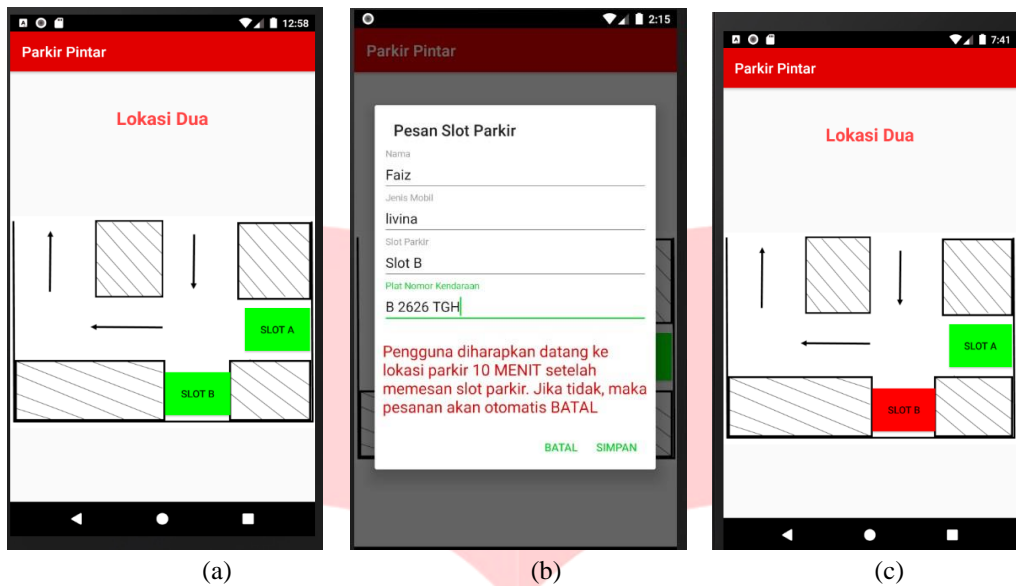 12:58
Parkir Pintar
Lokasi Dua
SLOT A
SLOT B
(a)
2:15
Parkir Pintar
Pesan Slot Parkir
Nama
Faiz
Jenis Mobil
livina
Slot Parkir
Slot B
Plat Nomor Kendaraan
B 2626 TGH
Pengguna diharapkan datang ke
lokasi parkir 10 MENIT setelah
memesan slot parkir. Jika tidak, maka
pesanan akan otomatis BATAL
BATAL SIMPAN
(b)
7:41
Parkir Pintar
Lokasi Dua
SLOT A
SLOT B
(c)